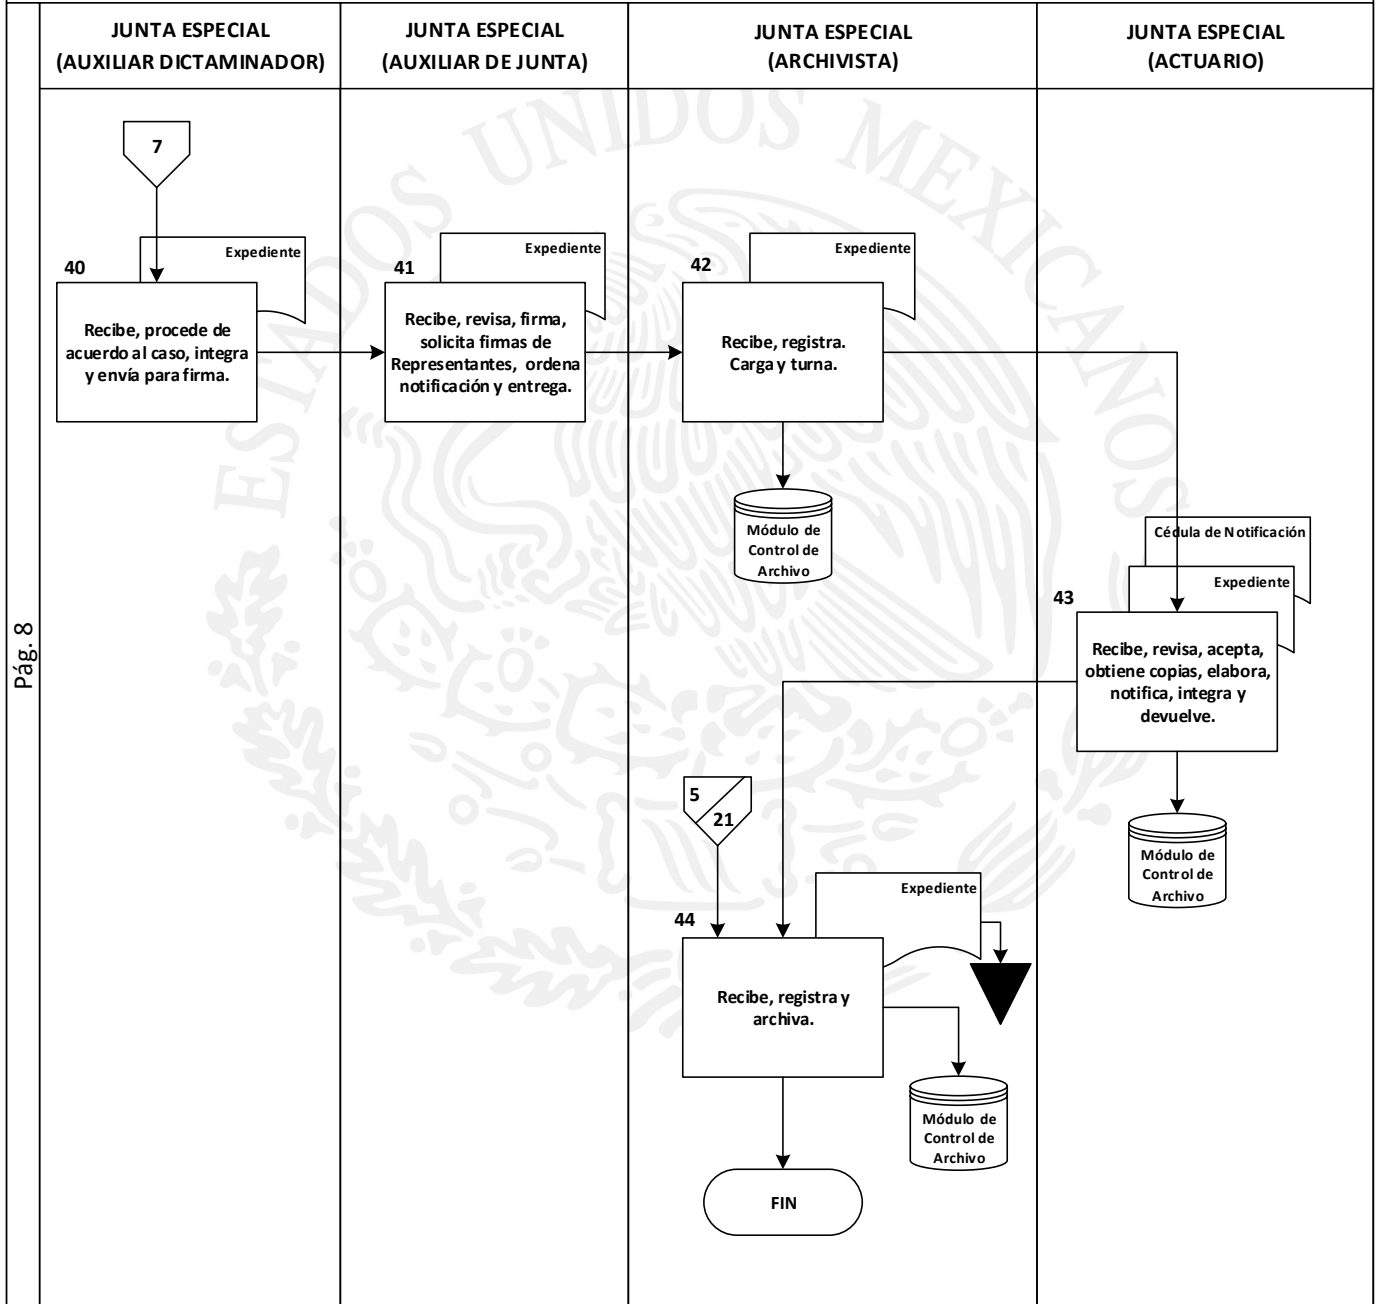 JUNTA ESPECIAL
(AUXILIAR DICTAMINADOR)
JUNTA ESPECIAL
(AUXILIAR DE JUNTA)
JUNTA ESPECIAL
(ARCHIVISTA)
JUNTA ESPECIAL
(ACTUARIO)
Pág. 8
ESTADOS UNIDOS MEXICANOS
7
40
Expediente
Recibe, procede de
acuerdo al caso, integra
y envía para firma.
41
Expediente
Recibe, revisa, firma,
solicita firmas de
Representantes, ordena
notificación y entrega.
42
Expediente
Recibe, registra.
Carga y turna.
Módulo de
Control de
Archivo
Cédula de Notificación
Expediente
43
Recibe, revisa, acepta,
obtiene copias, elabora,
notifica, integra y
devuelve.
Módulo de
Control de
Archivo
5
21
Expediente
44
Recibe, registra y
archiva.
Módulo de
Control de
Archivo
FIN